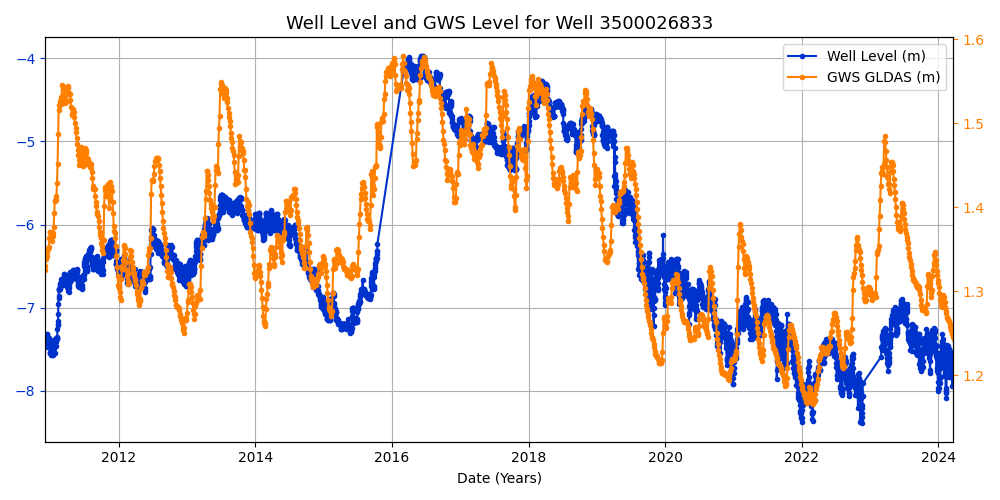 Well Level and GWS Level for Well 3500026833
Well Level (m)
GWS GLDAS (m)
−4
−5
−6
−7
−8
1.6
1.5
1.4
1.3
1.2
2012 2014 2016 2018 2020 2022 2024
Date (Years)